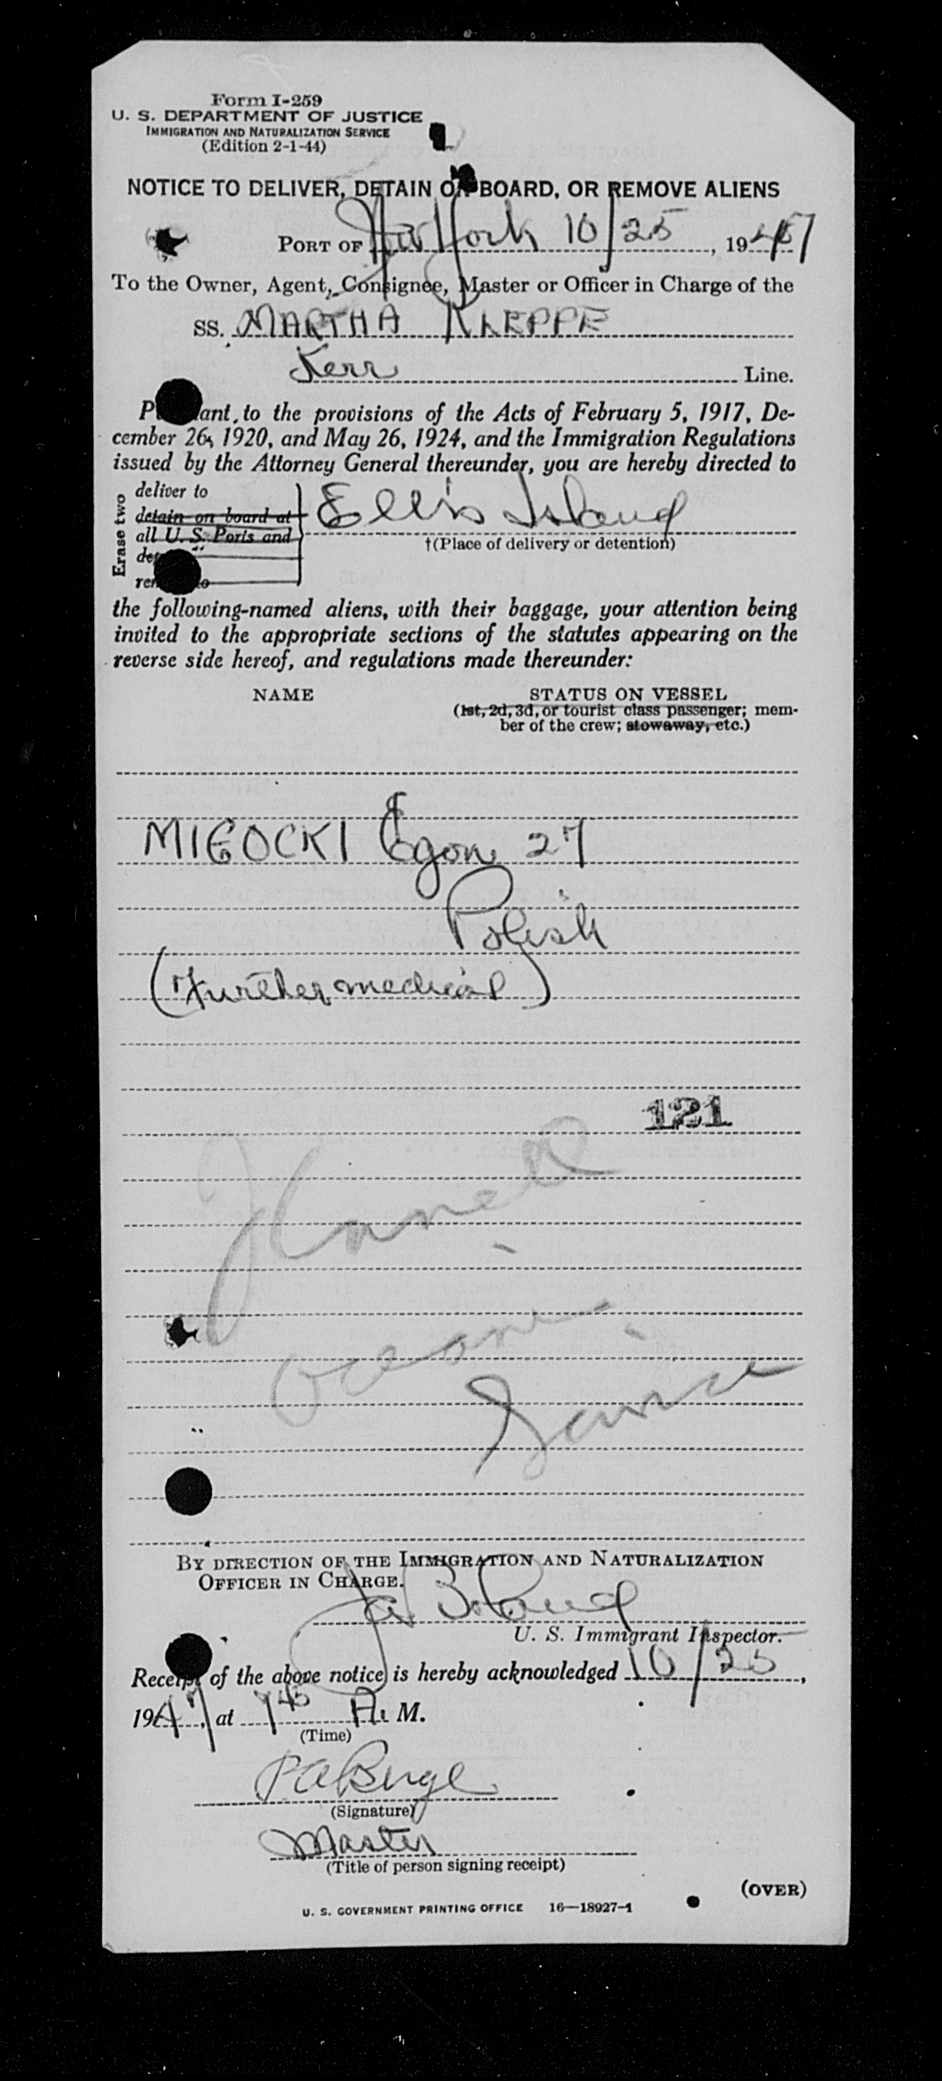 Form I-259
U. S. DEPARTMENT OF JUSTICE
IMMIGRATION AND NATURALIZATION SERVICE
(Edition 2-1-44)
NOTICE TO DELIVER, DETAIN ON BOARD, OR REMOVE ALIENS
PORT OF New York 10/25, 1947
To the Owner, Agent, Consignee, Master or Officer in Charge of the
SS. MARTHA KLEPPE
Kerr Line.
Pursuant to the provisions of the Acts of February 5, 1917, De-
cember 26, 1920, and May 26, 1924, and the Immigration Regulations
issued by the Attorney General thereunder, you are hereby directed to
Erase two
deliver to
detain on board at
all U. S. Ports and
remove to
Ellis Island
†(Place of delivery or detention)
the following-named aliens, with their baggage, your attention being
invited to the appropriate sections of the statutes appearing on the
reverse side hereof, and regulations made thereunder:
NAME STATUS ON VESSEL
(1st, 2d, 3d, or tourist class passenger; mem-
ber of the crew; stowaway, etc.)
MIGOCKI Egon 27
Polish
(Further medical)
121
BY DIRECTION OF THE IMMIGRATION AND NATURALIZATION
OFFICER IN CHARGE.
U. S. Immigrant Inspector.
Receipt of the above notice is hereby acknowledged 10/25,
1947, at 745 A. M.
(Time)
(Signature)
Master
(Title of person signing receipt)
(OVER)
U. S. GOVERNMENT PRINTING OFFICE 16—18927-1